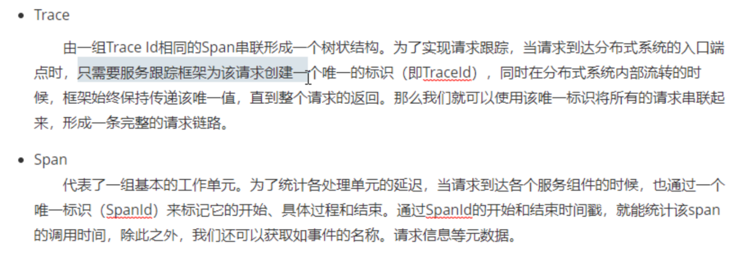 Trace
由一组Trace Id相同的Span串联形成一个树状结构。为了实现请求跟踪，当请求到达分布式系统的入口端
点时，只需要服务跟踪框架为该请求创建一个唯一的标识（即TraceId），同时在分布式系统内部流转的时
候，框架始终保持传递该唯一值，直到整个请求的返回。那么我们就可以使用该唯一标识将所有的请求串联起
来，形成一条完整的请求链路。
Span
代表了一组基本的工作单元。为了统计各处理单元的延迟，当请求到达各个服务组件的时候，也通过一个
唯一标识（SpanId）来标记它的开始、具体过程和结束。通过SpanId的开始和结束时间戳，就能统计该span
的调用时间，除此之外，我们还可以获取如事件的名称。请求信息等元数据。